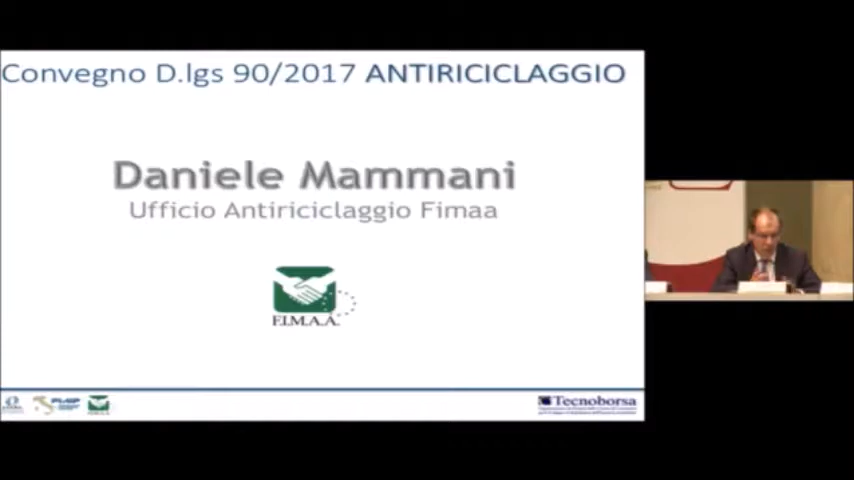 Convegno D.lgs 90/2017 ANTIRICICLAGGIO
Daniele Mammani
Ufficio Antiriciclaggio Fimaa
F.I.M.A.A.
Tecnoborsa